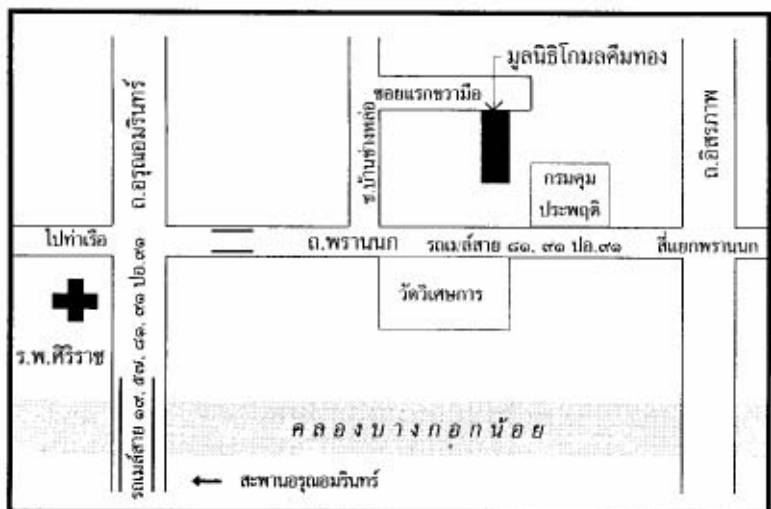 มูลนิธิโกมลคีมทอง
ซอยแรกขวามือ
ถ.อรุณอมรินทร์
ซ.บ้านช่างหล่อ
ถ.อิสรภาพ
กรมคุม
ประพฤติ
ไปท่าเรือ
ถ.พรานนก
รถเมล์สาย ๘๑, ๙๑ ปอ.๙๑
สี่แยกพรานนก
วัดวิเศษการ
ร.พ.ศิริราช
รถเมล์สาย ๑๙, ๕๗, ๘๑, ๙๑ ปอ.๙๑
คลองบางกอกน้อย
สะพานอรุณอมรินทร์